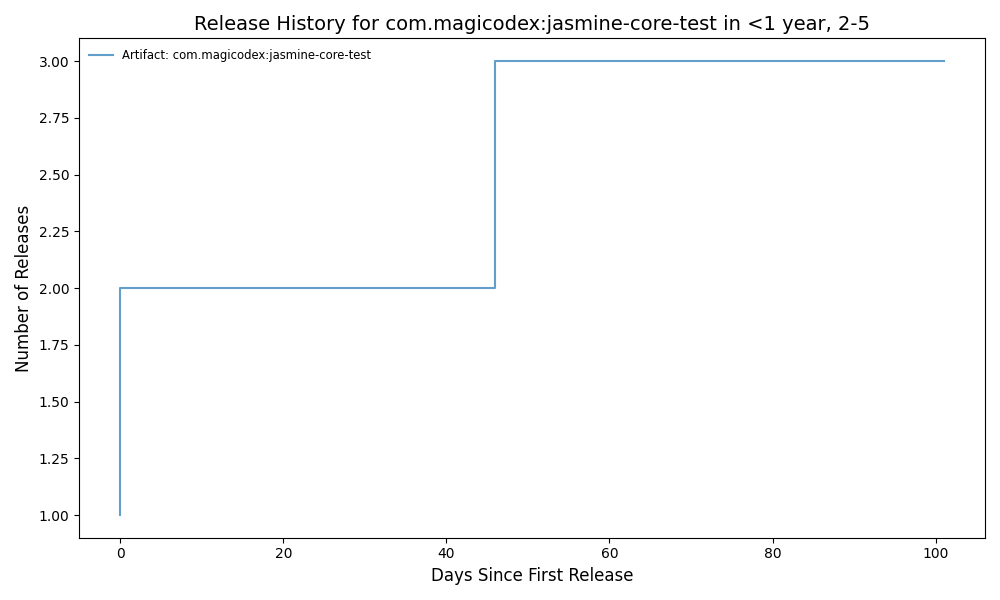 Release History for com.magicodex:jasmine-core-test in <1 year, 2-5
Artifact: com.magicodex:jasmine-core-test
3.00
2.75
2.50
2.25
2.00
1.75
1.50
1.25
1.00
Number of Releases
0 20 40 60 80 100
Days Since First Release